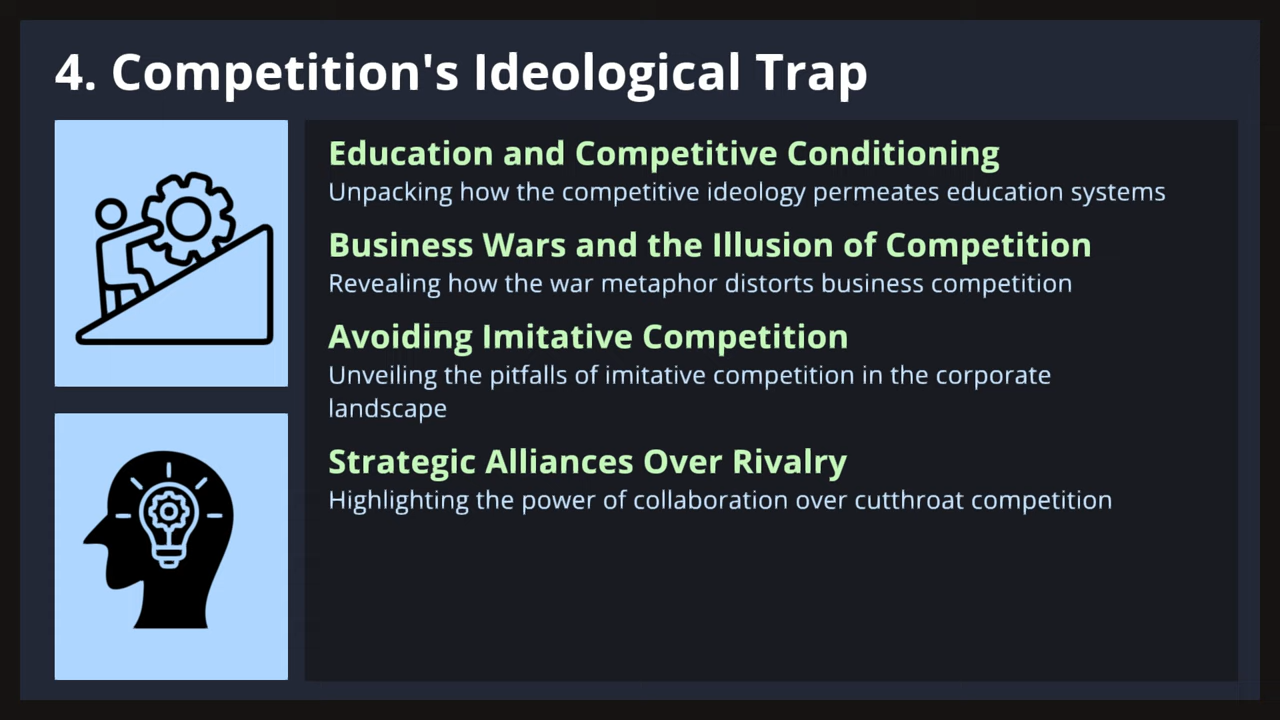 4. Competition's Ideological Trap
Education and Competitive Conditioning
Unpacking how the competitive ideology permeates education systems
Business Wars and the Illusion of Competition
Revealing how the war metaphor distorts business competition
Avoiding Imitative Competition
Unveiling the pitfalls of imitative competition in the corporate
landscape
Strategic Alliances Over Rivalry
Highlighting the power of collaboration over cutthroat competition